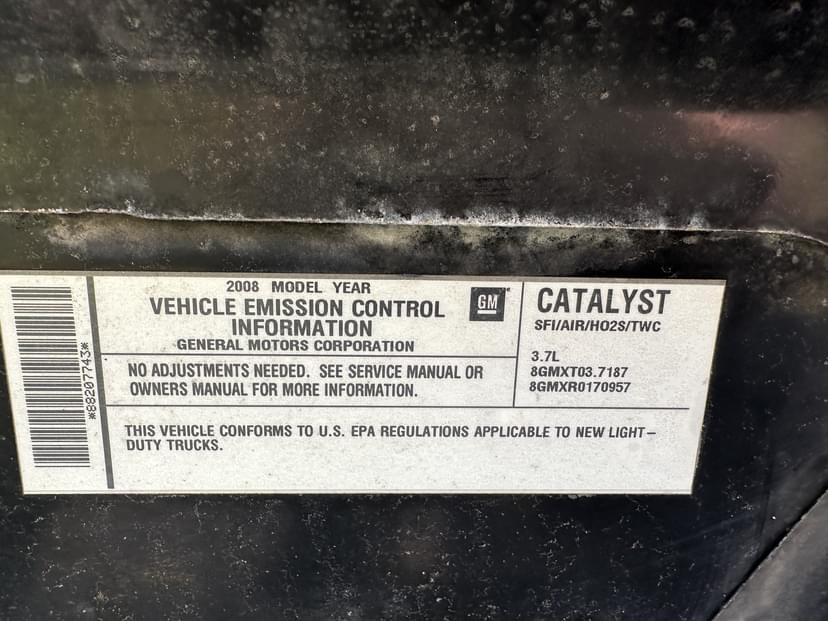 2008 MODEL YEAR
VEHICLE EMISSION CONTROL
INFORMATION
GENERAL MOTORS CORPORATION
GM
CATALYST
SFI/AIR/HO2S/TWC
3.7L
8GMXT03.7187
8GMXR0170957
NO ADJUSTMENTS NEEDED. SEE SERVICE MANUAL OR
OWNERS MANUAL FOR MORE INFORMATION.
THIS VEHICLE CONFORMS TO U.S. EPA REGULATIONS APPLICABLE TO NEW LIGHT-
DUTY TRUCKS.
*88207743*